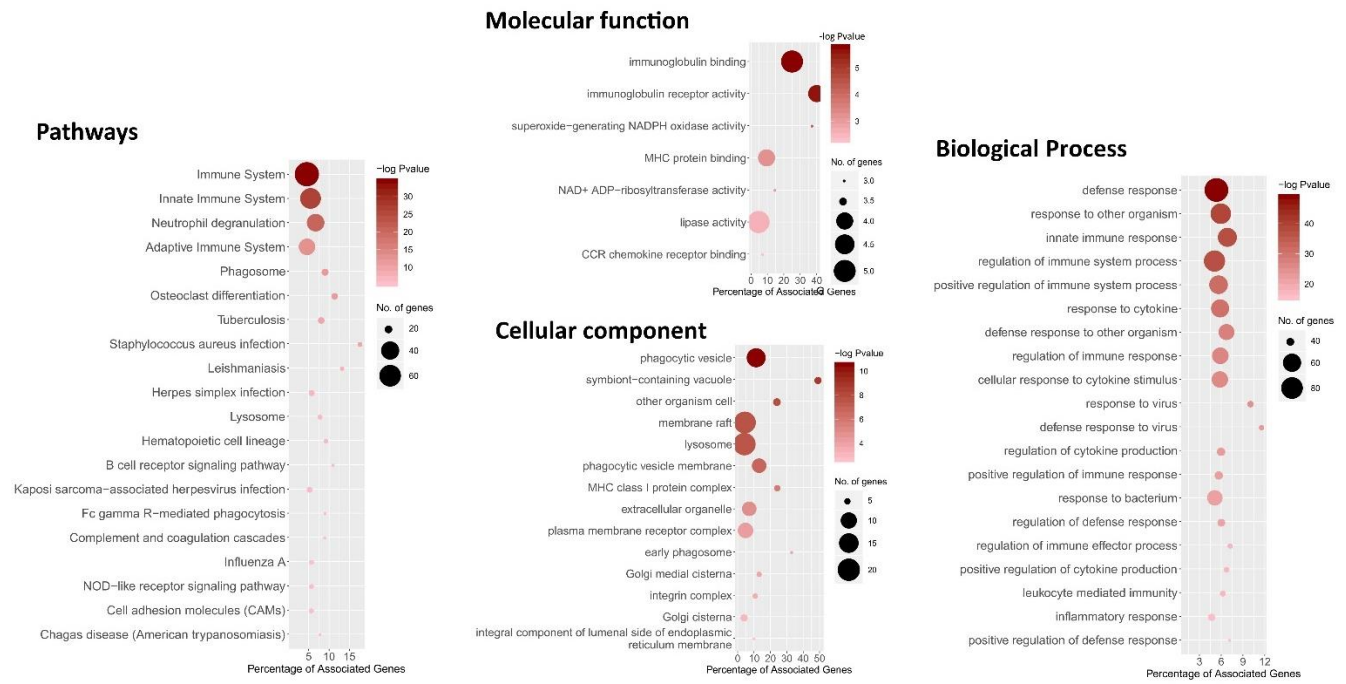 Molecular function
-log Pvalue
immunoglobulin binding
immunoglobulin receptor activity
superoxide−generating NADPH oxidase activity
MHC protein binding
NAD+ ADP−ribosyltransferase activity
lipase activity
CCR chemokine receptor binding
5
4
3
No. of genes
3.0
3.5
4.0
4.5
5.0
0 10 20 30 40
Percentage of Associated Genes
Pathways
Immune System
Innate Immune System
Neutrophil degranulation
Adaptive Immune System
Phagosome
Osteoclast differentiation
Tuberculosis
Staphylococcus aureus infection
Leishmaniasis
Herpes simplex infection
Lysosome
Hematopoietic cell lineage
B cell receptor signaling pathway
Kaposi sarcoma−associated herpesvirus infection
Fc gamma R−mediated phagocytosis
Complement and coagulation cascades
Influenza A
NOD−like receptor signaling pathway
Cell adhesion molecules (CAMs)
Chagas disease (American trypanosomiasis)
5 10 15
Percentage of Associated Genes
−log Pvalue
30
20
10
No. of genes
20
40
60
Cellular component
phagocytic vesicle
symbiont−containing vacuole
other organism cell
membrane raft
lysosome
phagocytic vesicle membrane
MHC class I protein complex
extracellular organelle
plasma membrane receptor complex
early phagosome
Golgi medial cisterna
integrin complex
Golgi cisterna
integral component of lumenal side of endoplasmic
reticulum membrane
0 10 20 30 40 50
Percentage of Associated Genes
−log Pvalue
10
8
6
4
No. of genes
5
10
15
20
Biological Process
defense response
response to other organism
innate immune response
regulation of immune system process
positive regulation of immune system process
response to cytokine
defense response to other organism
regulation of immune response
cellular response to cytokine stimulus
response to virus
defense response to virus
regulation of cytokine production
positive regulation of immune response
response to bacterium
regulation of defense response
regulation of immune effector process
positive regulation of cytokine production
leukocyte mediated immunity
inflammatory response
positive regulation of defense response
3 6 9 12
Percentage of Associated Genes
−log Pvalue
40
30
20
No. of genes
40
60
80